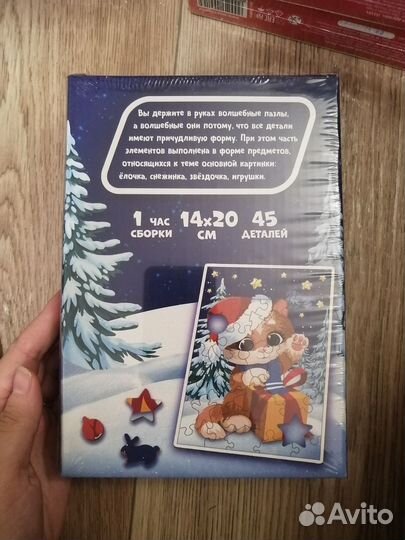 Вы держите в руках волшебные пазлы,
а волшебные они потому, что все детали
имеют причудливую форму. При этом часть
элементов выполнена в форме предметов,
относящихся к теме основной картинки:
ёлочка, снежинка, звёздочка, игрушки.
1 ЧАС 14x20 45
СБОРКИ СМ ДЕТАЛЕЙ
Avito